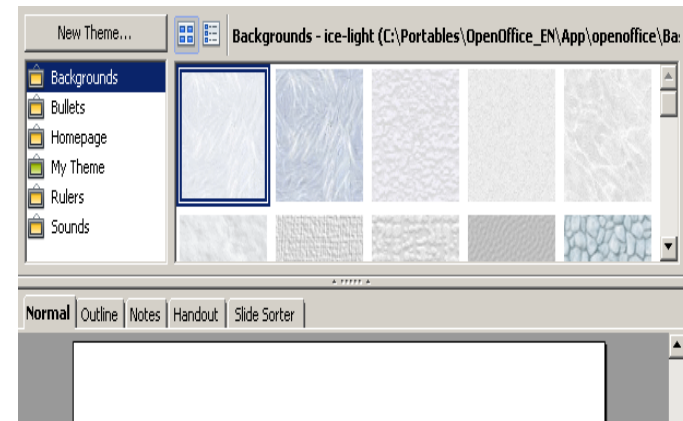 New Theme...
Backgrounds - ice-light (C:\Portables\OpenOffice_EN\App\openoffice\Ba
Backgrounds
Bullets
Homepage
My Theme
Rulers
Sounds
Normal Outline Notes Handout Slide Sorter